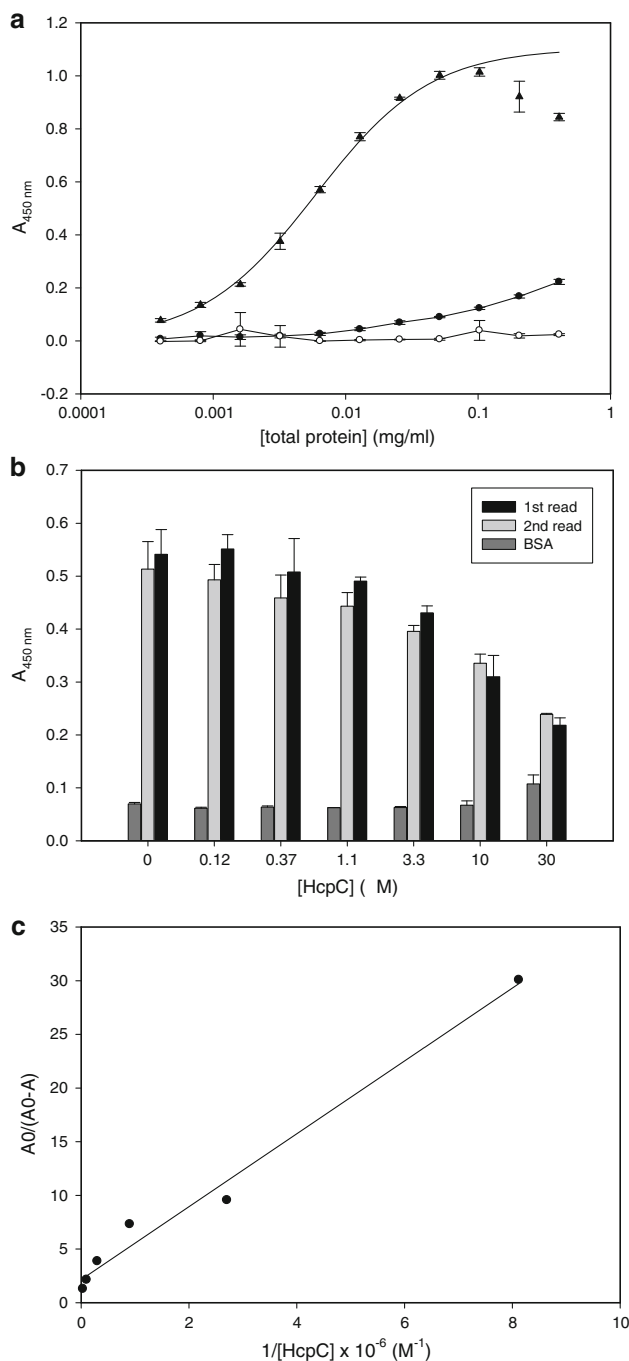 a
1.2
1.0
0.8
0.6
0.4
0.2
0.0
-0.2
A450 nm
0.0001 0.001 0.01 0.1 1
[total protein] (mg/ml)
b
0.7
0.6
0.5
0.4
0.3
0.2
0.1
0.0
A450 nm
1st read
2nd read
BSA
0 0.12 0.37 1.1 3.3 10 30
[HcpC] ( M)
c
35
30
25
20
15
10
5
0
A0/(A0-A)
0 2 4 6 8 10
1/[HcpC] x 10⁻⁶ (M⁻¹)